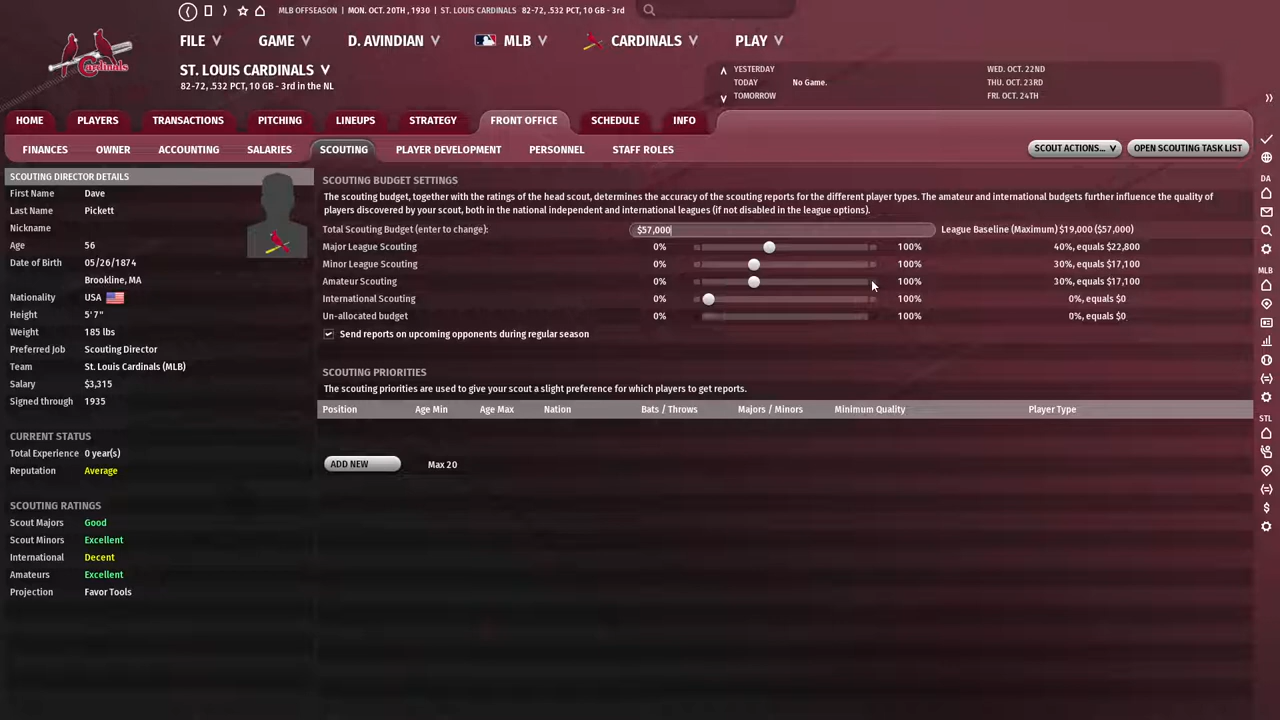 MLB OFFSEASON | MON. OCT. 20TH, 1930 | ST. LOUIS CARDINALS 82-72, .532 PCT, 10 GB - 3rd
FILE GAME D. AVINDIAN MLB CARDINALS PLAY
Cardinals
ST. LOUIS CARDINALS
82-72, .532 PCT, 10 GB - 3rd in the NL
YESTERDAY WED. OCT. 22ND
TODAY No Game. THU. OCT. 23RD
TOMORROW FRI. OCT. 24TH
HOME PLAYERS TRANSACTIONS PITCHING LINEUPS STRATEGY FRONT OFFICE SCHEDULE INFO
FINANCES OWNER ACCOUNTING SALARIES SCOUTING PLAYER DEVELOPMENT PERSONNEL STAFF ROLES SCOUT ACTIONS... OPEN SCOUTING TASK LIST
SCOUTING DIRECTOR DETAILS
First Name Dave
Last Name Pickett
Nickname
Age 56
Date of Birth 05/26/1874
Brookline, MA
Nationality USA
Height 5'7"
Weight 185 lbs
Preferred Job Scouting Director
Team St. Louis Cardinals (MLB)
Salary $3,315
Signed through 1935
CURRENT STATUS
Total Experience 0 year(s)
Reputation Average
SCOUTING RATINGS
Scout Majors Good
Scout Minors Excellent
International Decent
Amateurs Excellent
Projection Favor Tools
SCOUTING BUDGET SETTINGS
The scouting budget, together with the ratings of the head scout, determines the accuracy of the scouting reports for the different player types. The amateur and international budgets further influence the quality of
players discovered by your scout, both in the national independent and international leagues (if not disabled in the league options).
Total Scouting Budget (enter to change): $57,000 League Baseline (Maximum) $19,000 ($57,000)
Major League Scouting 0% 100% 40%, equals $22,800
Minor League Scouting 0% 100% 30%, equals $17,100
Amateur Scouting 0% 100% 30%, equals $17,100
International Scouting 0% 100% 0%, equals $0
Un-allocated budget 0% 100% 0%, equals $0
Send reports on upcoming opponents during regular season
SCOUTING PRIORITIES
The scouting priorities are used to give your scout a slight preference for which players to get reports.
Position Age Min Age Max Nation Bats / Throws Majors / Minors Minimum Quality Player Type
ADD NEW Max 20
DA
MLB
STL